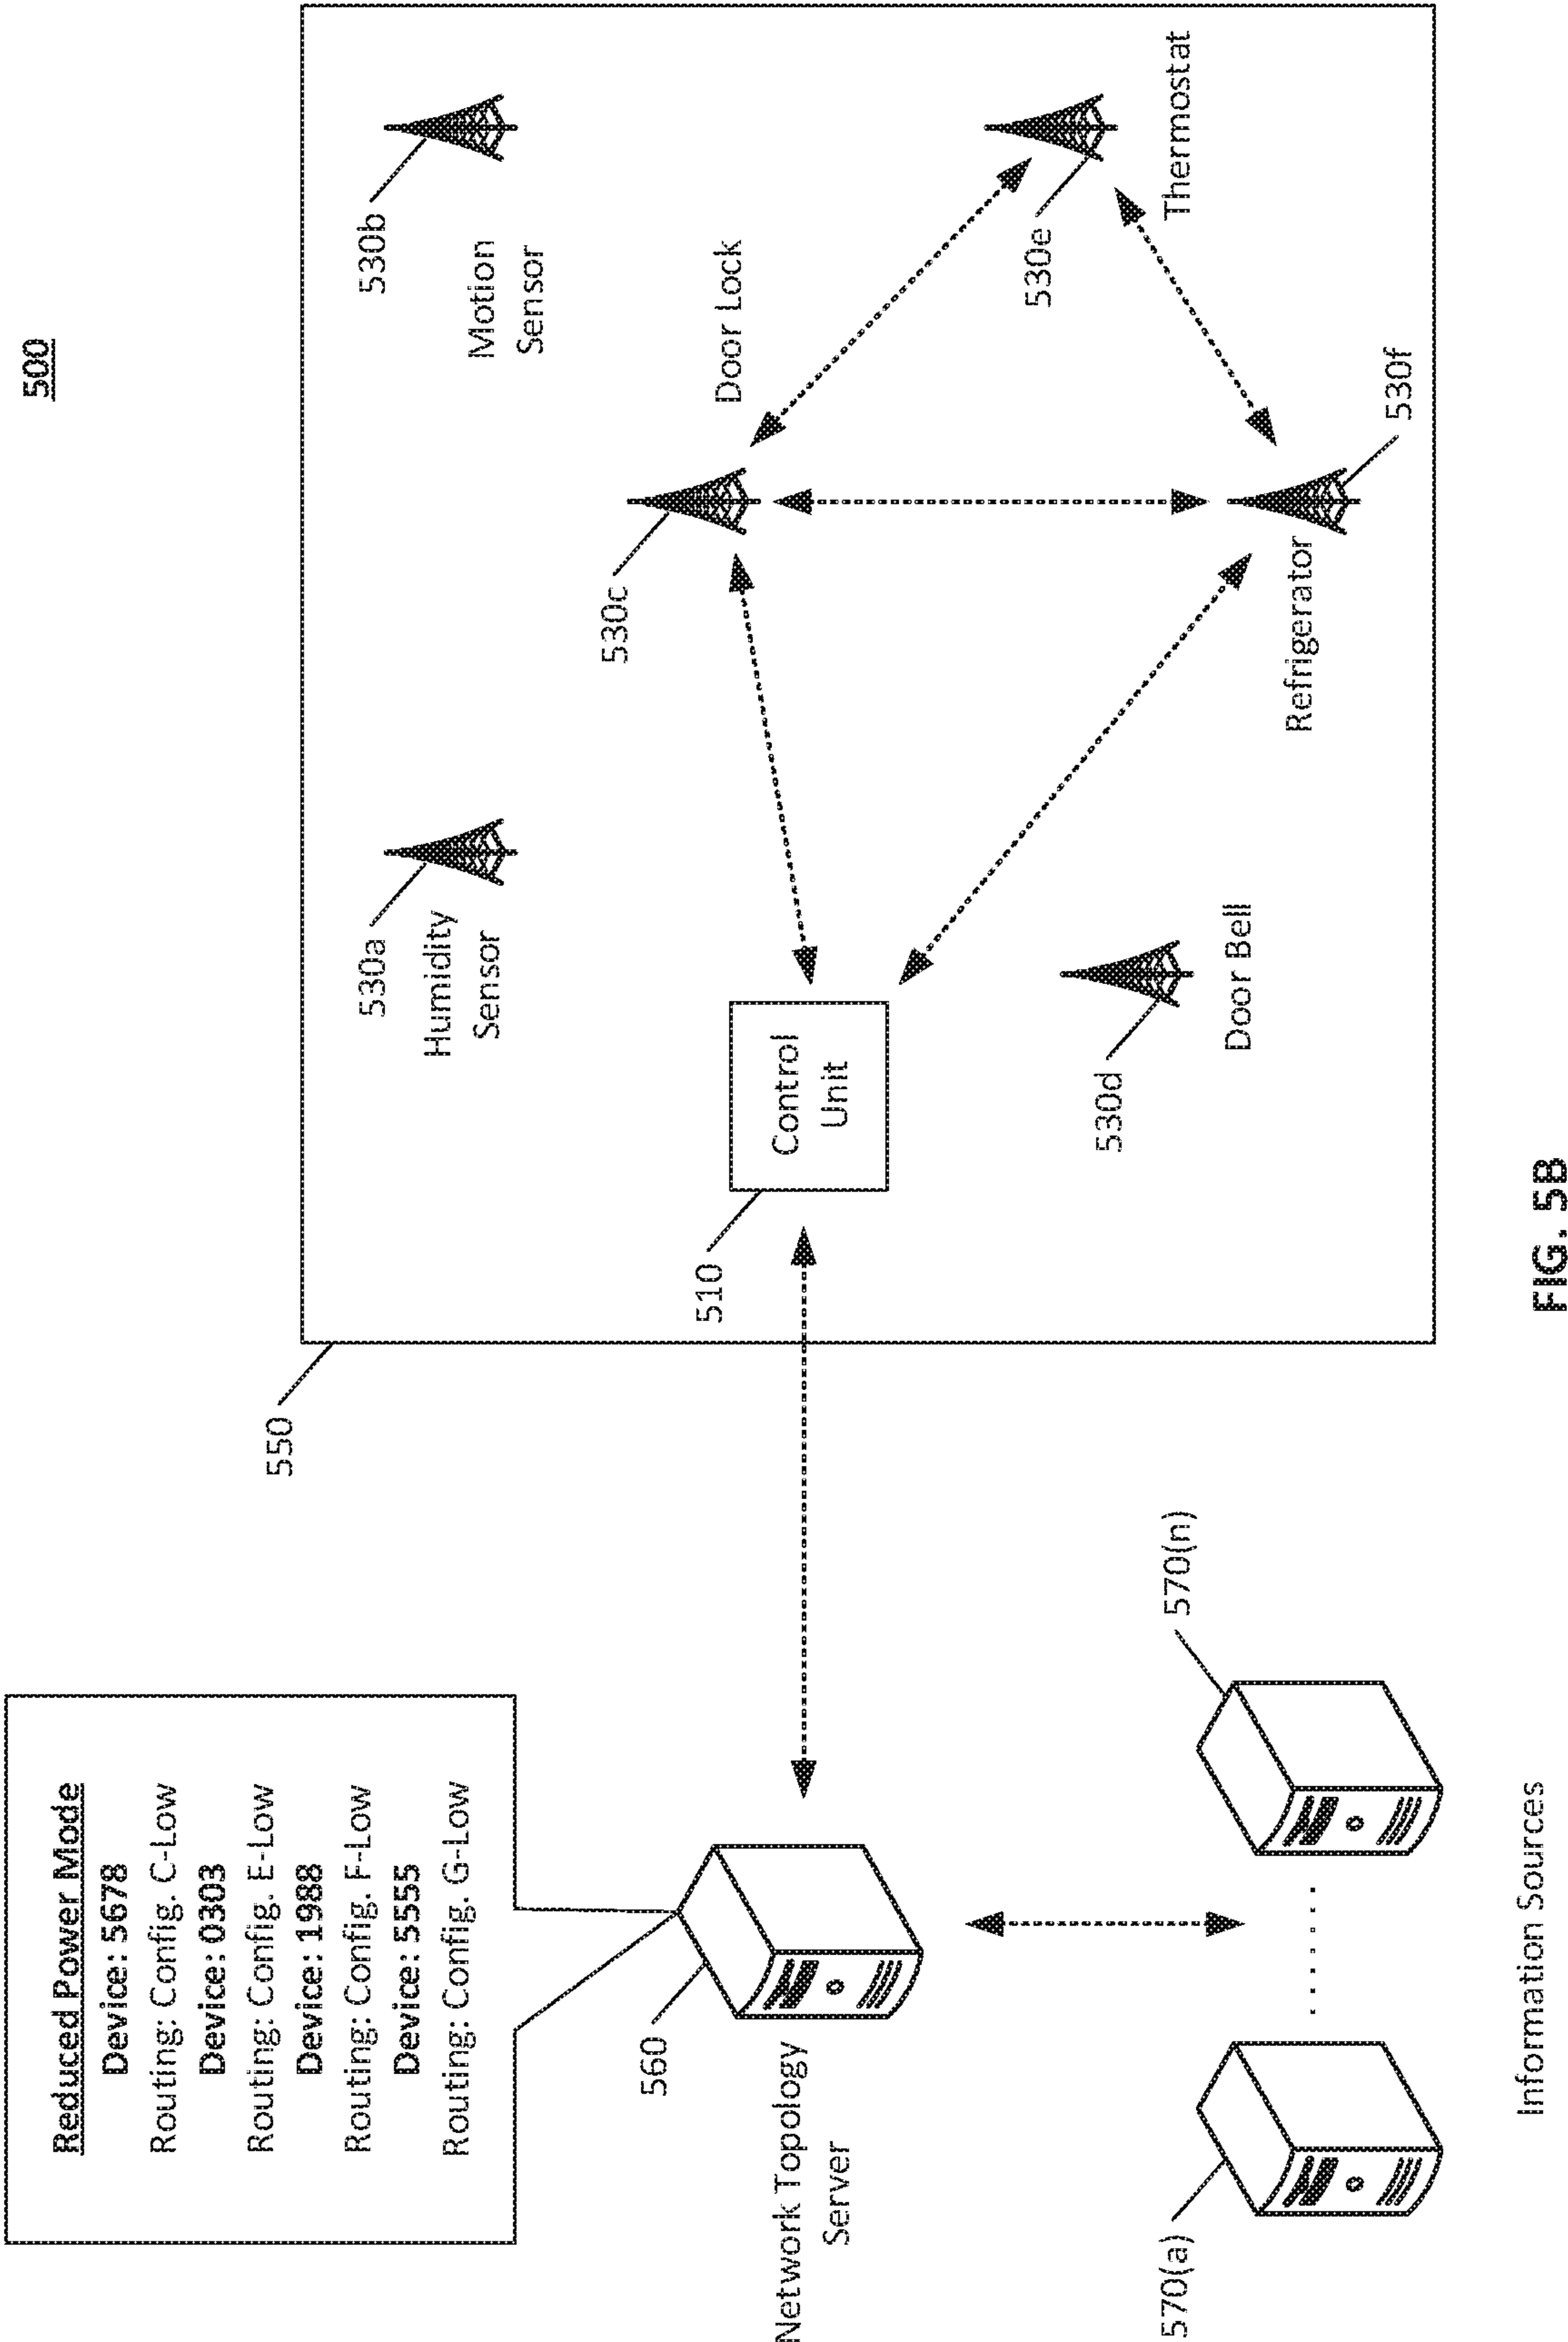 500
Reduced Power Mode
Device: 5678
Routing: Config. C-Low
Device: 0303
Routing: Config. E-Low
Device: 1988
Routing: Config. F-Low
Device: 5555
Routing: Config. G-Low
560
Network Topology
Server
570(a)
570(n)
Information Sources
550
510
Control
Unit
530a
Humidity
Sensor
530b
Motion
Sensor
530c
Door Lock
530d
Door Bell
530e
Thermostat
530f
Refrigerator
FIG. 5B